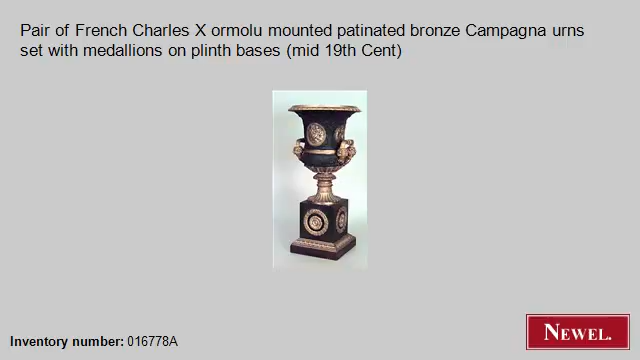 Pair of French Charles X ormolu mounted patinated bronze Campagna urns
set with medallions on plinth bases (mid 19th Cent)
Inventory number: 016778A
NEWEL.